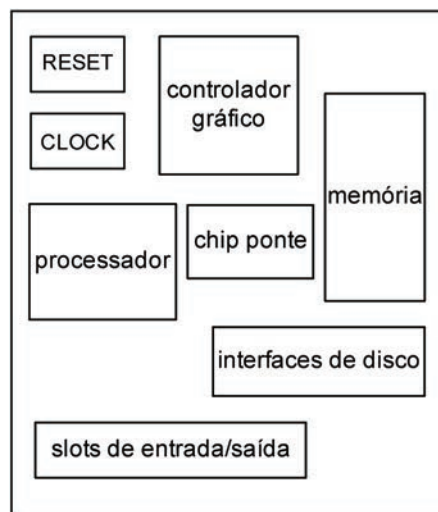 RESET
controlador
gráfico
CLOCK
memória
processador
chip ponte
interfaces de disco
slots de entrada/saída